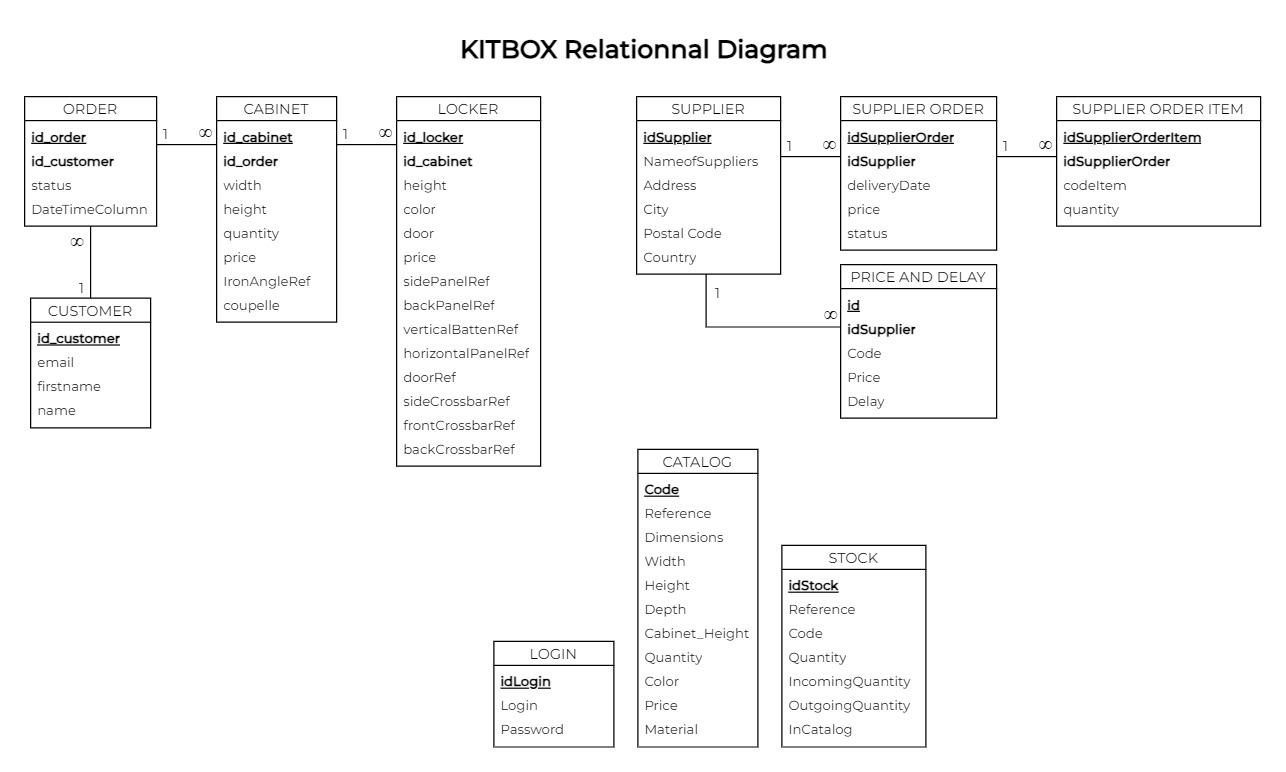 KITBOX Relationnal Diagram
ORDER
id_order
id_customer
status
DateTimeColumn
1
∞
CABINET
id_cabinet
id_order
width
height
quantity
price
IronAngleRef
coupelle
1
∞
LOCKER
id_locker
id_cabinet
height
color
door
price
sidePanelRef
backPanelRef
verticalBattenRef
horizontalPanelRef
doorRef
sideCrossbarRef
frontCrossbarRef
backCrossbarRef
∞
1
CUSTOMER
id_customer
email
firstname
name
SUPPLIER
idSupplier
NameofSuppliers
Address
City
Postal Code
Country
1
∞
SUPPLIER ORDER
idSupplierOrder
idSupplier
deliveryDate
price
status
1
∞
SUPPLIER ORDER ITEM
idSupplierOrderItem
idSupplierOrder
codeItem
quantity
1
∞
PRICE AND DELAY
id
idSupplier
Code
Price
Delay
LOGIN
idLogin
Login
Password
CATALOG
Code
Reference
Dimensions
Width
Height
Depth
Cabinet_Height
Quantity
Color
Price
Material
STOCK
idStock
Reference
Code
Quantity
IncomingQuantity
OutgoingQuantity
InCatalog